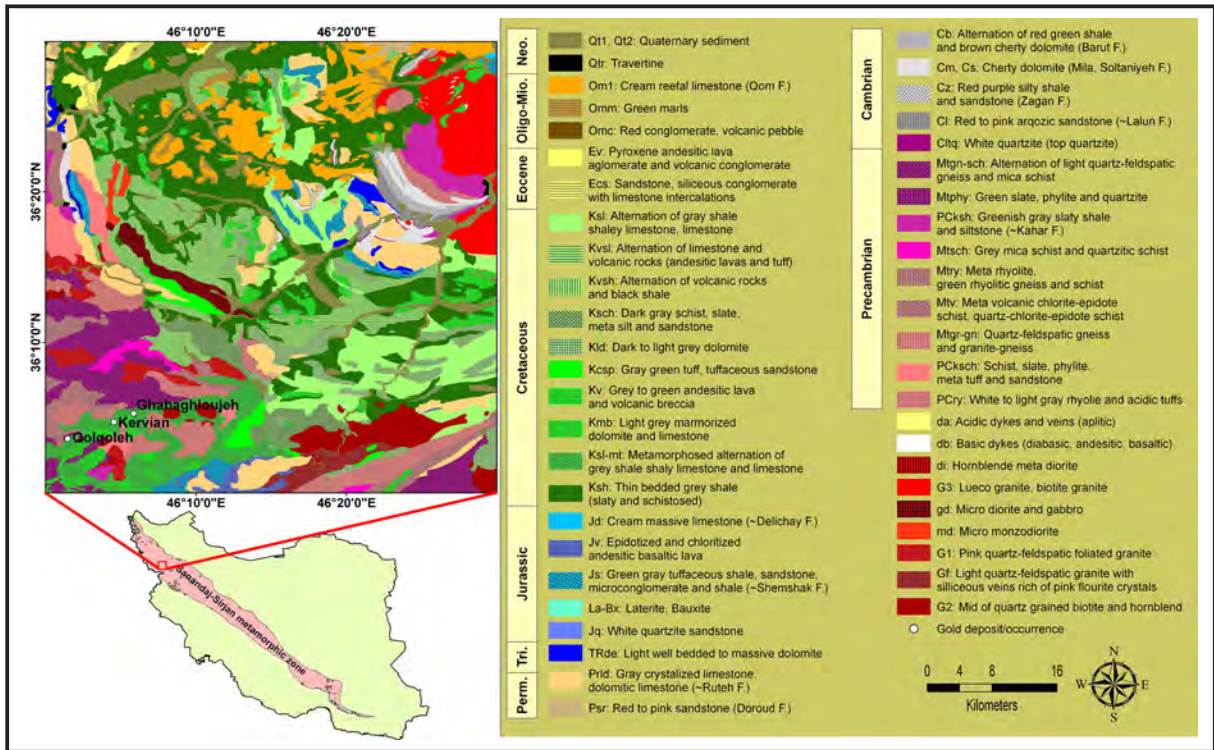 46°10'0"E
46°20'0"E
36°20'0"N
36°10'0"N
Ghabaghloujeh
Kervian
Qolqoleh
46°10'0"E
46°20'0"E
Sanandaj-Sirjan metamorphic zone
Neo.
Qt1, Qt2: Quaternary sediment
Qtr: Travertine
Oligo-Mio.
Om1: Cream reefal limestone (Qom F.)
Omm: Green marls
Omc: Red conglomerate, volcanic pebble
Eocene
Ev: Pyroxene andesitic lava
aglomerate and volcanic conglomerate
Ecs: Sandstone, siliceous conglomerate
with limestone intercalations
Cretaceous
Ksl: Alternation of gray shale
shaley limestone, limestone
Kvsl: Alternation of limestone and
volcanic rocks (andesitic lavas and tuff)
Kvsh: Alternation of volcanic rocks
and black shale
Ksch: Dark gray schist, slate,
meta silt and sandstone
Kld: Dark to light grey dolomite
Kcsp: Gray green tuff, tuffaceous sandstone
Kv: Grey to green andesitic lava
and volcanic breccia
Kmb: Light grey marmorized
dolomite and limestone
Ksl-mt: Metamorphosed alternation of
grey shale shaly limestone and limestone
Ksh: Thin bedded grey shale
(slaty and schistosed)
Jurassic
Jd: Cream massive limestone (~Delichay F.)
Jv: Epidotized and chloritized
andesitic basaltic lava
Js: Green gray tuffaceous shale, sandstone,
microconglomerate and shale (~Shemshak F.)
La-Bx: Laterite, Bauxite
Jq: White quartzite sandstone
Tri.
TRde: Light well bedded to massive dolomite
Perm.
Prld: Gray crystalized limestone,
dolomitic limestone (~Ruteh F.)
Psr: Red to pink sandstone (Doroud F.)
Cambrian
Cb: Alternation of red green shale
and brown cherty dolomite (Barut F.)
Cm, Cs: Cherty dolomite (Mila, Soltaniyeh F.)
Cz: Red purple silty shale
and sandstone (Zagan F.)
Cl: Red to pink arqozic sandstone (~Lalun F.)
Cltq: White quartzite (top quartzite)
Precambrian
Mtgn-sch: Alternation of light quartz-feldspatic
gneiss and mica schist
Mtphy: Green slate, phylite and quartzite
PCksh: Greenish gray slaty shale
and siltstone (~Kahar F.)
Mtsch: Grey mica schist and quartzitic schist
Mtry: Meta rhyolite,
green rhyolitic gneiss and schist
Mtv: Meta volcanic chlorite-epidote
schist, quartz-chlorite-epidote schist
Mtgr-gn: Quartz-feldspatic gneiss
and granite-gneiss
PCksch: Schist, slate, phylite,
meta tuff and sandstone
PCry: White to light gray rhyolie and acidic tuffs
da: Acidic dykes and veins (aplitic)
db: Basic dykes (diabasic, andesitic, basaltic)
di: Hornblende meta diorite
G3: Lueco granite, biotite granite
gd: Micro diorite and gabbro
md: Micro monzodiorite
G1: Pink quartz-feldspatic foliated granite
Gf: Light quartz-feldspatic granite with
siliceous veins rich of pink flourite crystals
G2: Mid of quartz grained biotite and hornblend
Gold deposit/occurrence
0 4 8 16
Kilometers
N
W E
S